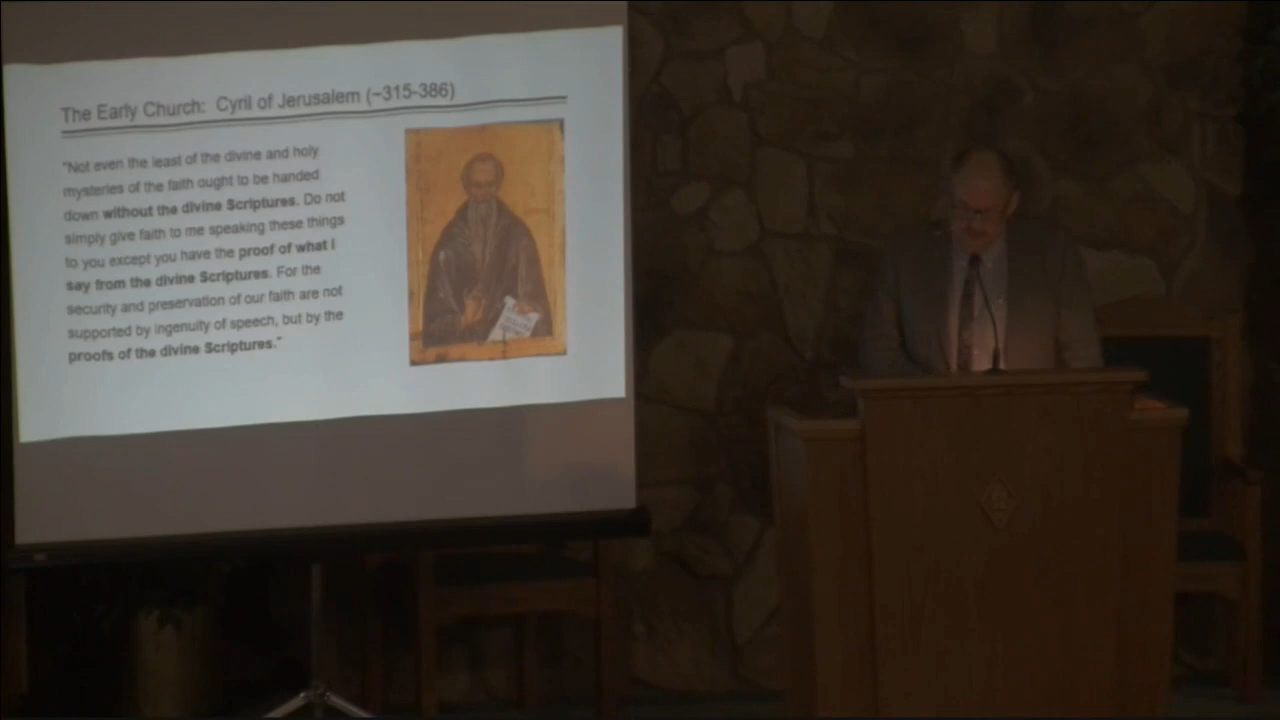 The Early Church: Cyril of Jerusalem (~315-386)
"Not even the least of the divine and holy
mysteries of the faith ought to be handed
down without the divine Scriptures. Do not
simply give faith to me speaking these things
to you except you have the proof of what I
say from the divine Scriptures. For the
security and preservation of our faith are not
supported by ingenuity of speech, but by the
proofs of the divine Scriptures."